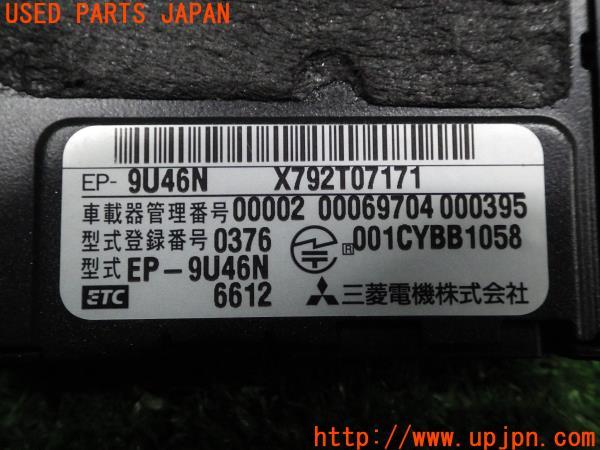 USED PARTS JAPAN
EP- 9U46N X792T07171
車載器管理番号 00002 00069704 000395
型式登録番号 0376 R 001CYBB1058
型式 EP-9U46N
ETC 6612 三菱電機株式会社
http://www.upjpn.com/